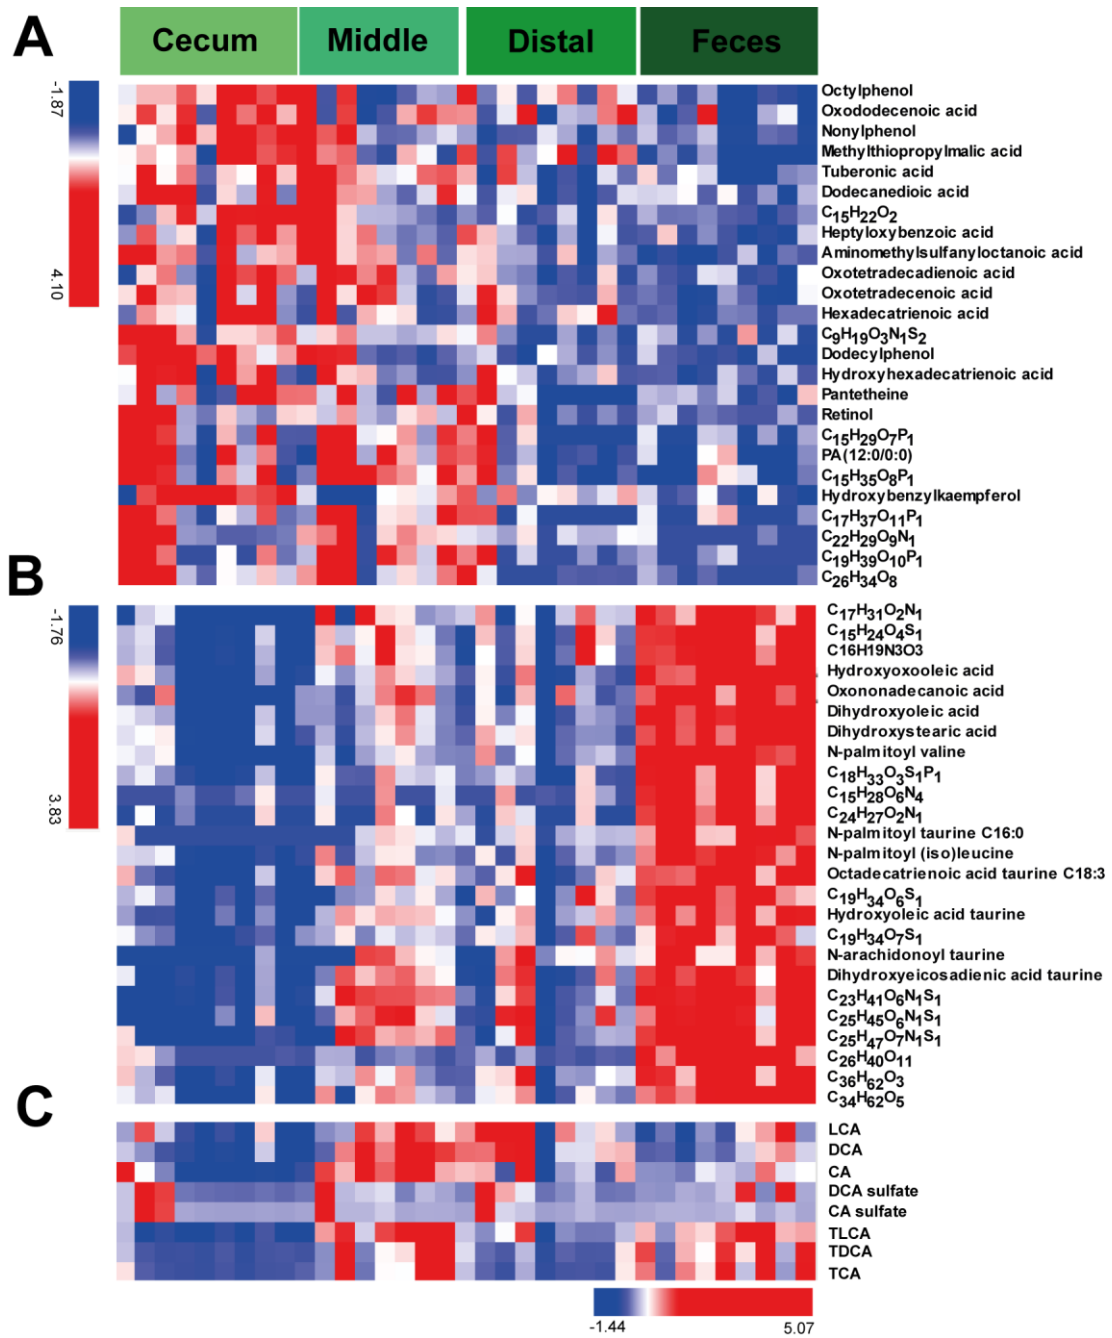 A
Cecum Middle Distal Feces
-1.87
4.10
Octylphenol
Oxododecenoic acid
Nonylphenol
Methylthiopropylmalic acid
Tuberonic acid
Dodecanedioic acid
C15H22O2
Heptyloxybenzoic acid
Aminomethylsulfanyloctanoic acid
Oxotetradecadienoic acid
Oxotetradecenoic acid
Hexadecatrienoic acid
C9H19O3N1S2
Dodecylphenol
Hydroxyhexadecatrienoic acid
Pantetheine
Retinol
C15H29O7P1
PA(12:0/0:0)
C15H35O8P1
Hydroxybenzylkaempferol
C17H37O11P1
C22H29O9N1
C19H39O10P1
C26H34O8
B
-1.76
3.83
C17H31O2N1
C15H24O4S1
C16H19N3O3
Hydroxyoxooleic acid
Oxononadecanoic acid
Dihydroxyoleic acid
Dihydroxystearic acid
N-palmitoyl valine
C18H33O3S1P1
C15H28O6N4
C24H27O2N1
N-palmitoyl taurine C16:0
N-palmitoyl (iso)leucine
Octadecatrienoic acid taurine C18:3
C19H34O6S1
Hydroxyoleic acid taurine
C19H34O7S1
N-arachidonoyl taurine
Dihydroxyeicosadienic acid taurine
C23H41O6N1S1
C25H45O6N1S1
C25H47O7N1S1
C26H40O11
C36H62O3
C34H62O5
C
LCA
DCA
CA
DCA sulfate
CA sulfate
TLCA
TDCA
TCA
-1.44 5.07